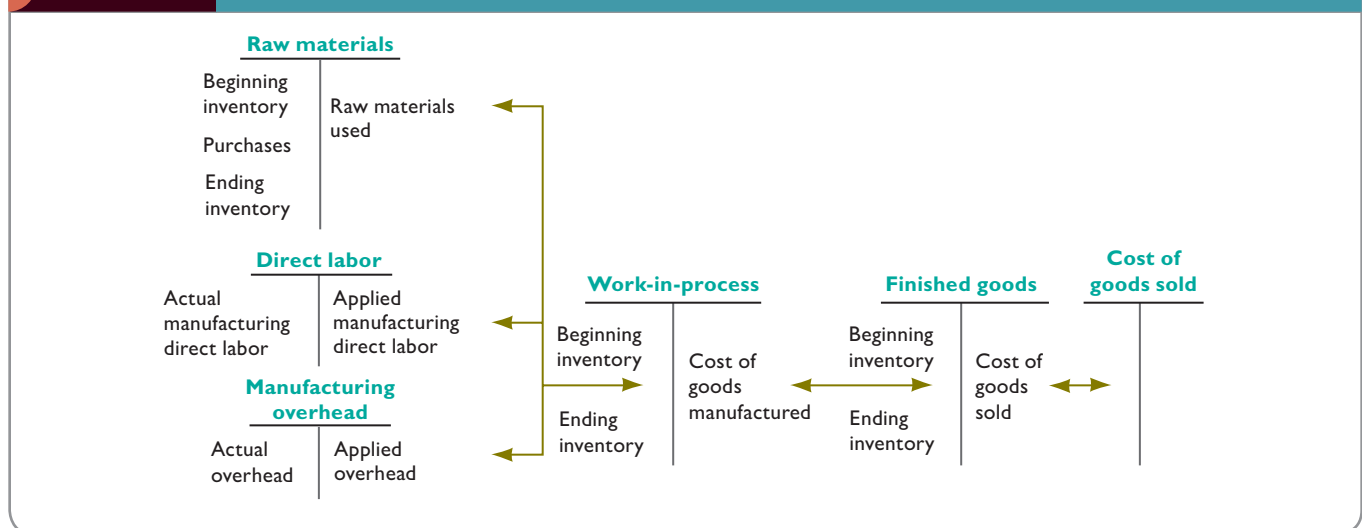 Raw materials
Beginning
inventory
Purchases
Ending
inventory
Raw materials
used
Direct labor
Actual
manufacturing
direct labor
Applied
manufacturing
direct labor
Manufacturing
overhead
Actual
overhead
Applied
overhead
Work-in-process
Beginning
inventory
Ending
inventory
Cost of
goods
manufactured
Finished goods
Beginning
inventory
Ending
inventory
Cost of
goods
sold
Cost of
goods sold